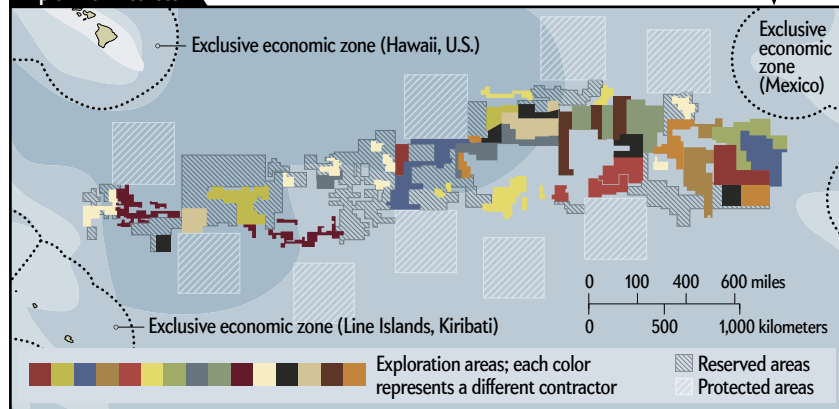 Exclusive economic zone (Hawaii, U.S.)
Exclusive
economic
zone
(Mexico)
0 100 400 600 miles
0 500 1,000 kilometers
Exclusive economic zone (Line Islands, Kiribati)
Exploration areas; each color
represents a different contractor
Reserved areas
Protected areas